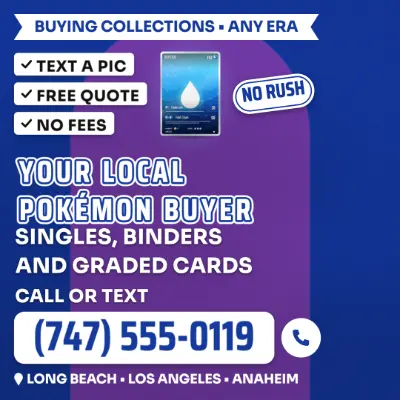 BUYING COLLECTIONS • ANY ERA
TEXT A PIC
FREE QUOTE
NO FEES
NO RUSH
YOUR LOCAL
POKÉMON BUYER
SINGLES, BINDERS
AND GRADED CARDS
CALL OR TEXT
(747) 555-0119
LONG BEACH • LOS ANGELES • ANAHEIM